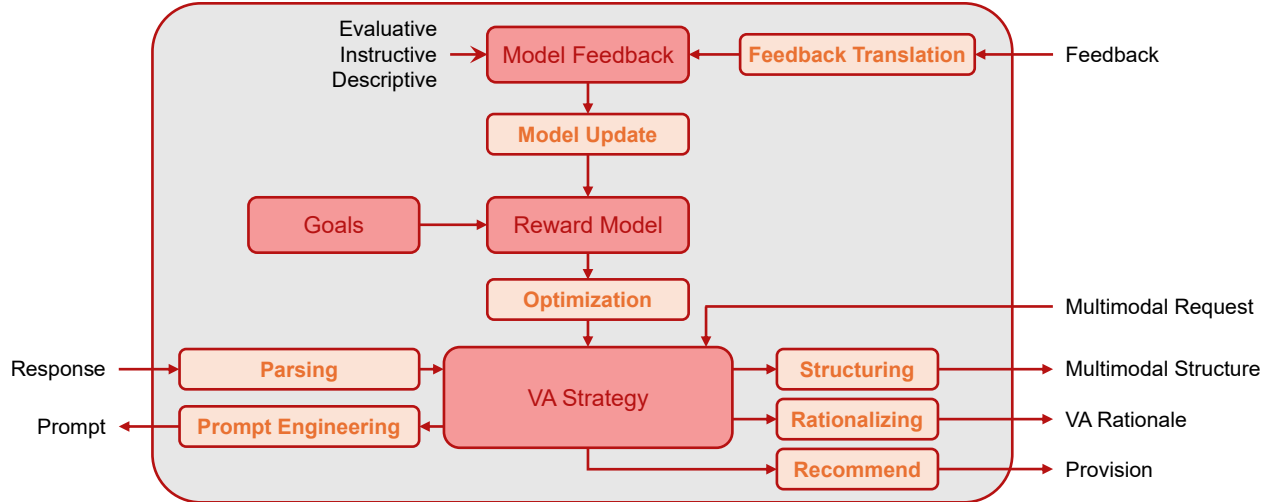 Evaluative
Instructive
Descriptive
Model Feedback
Feedback Translation
Feedback
Model Update
Goals
Reward Model
Optimization
Multimodal Request
Response
Parsing
VA Strategy
Structuring
Multimodal Structure
Prompt
Prompt Engineering
Rationalizing
VA Rationale
Recommend
Provision